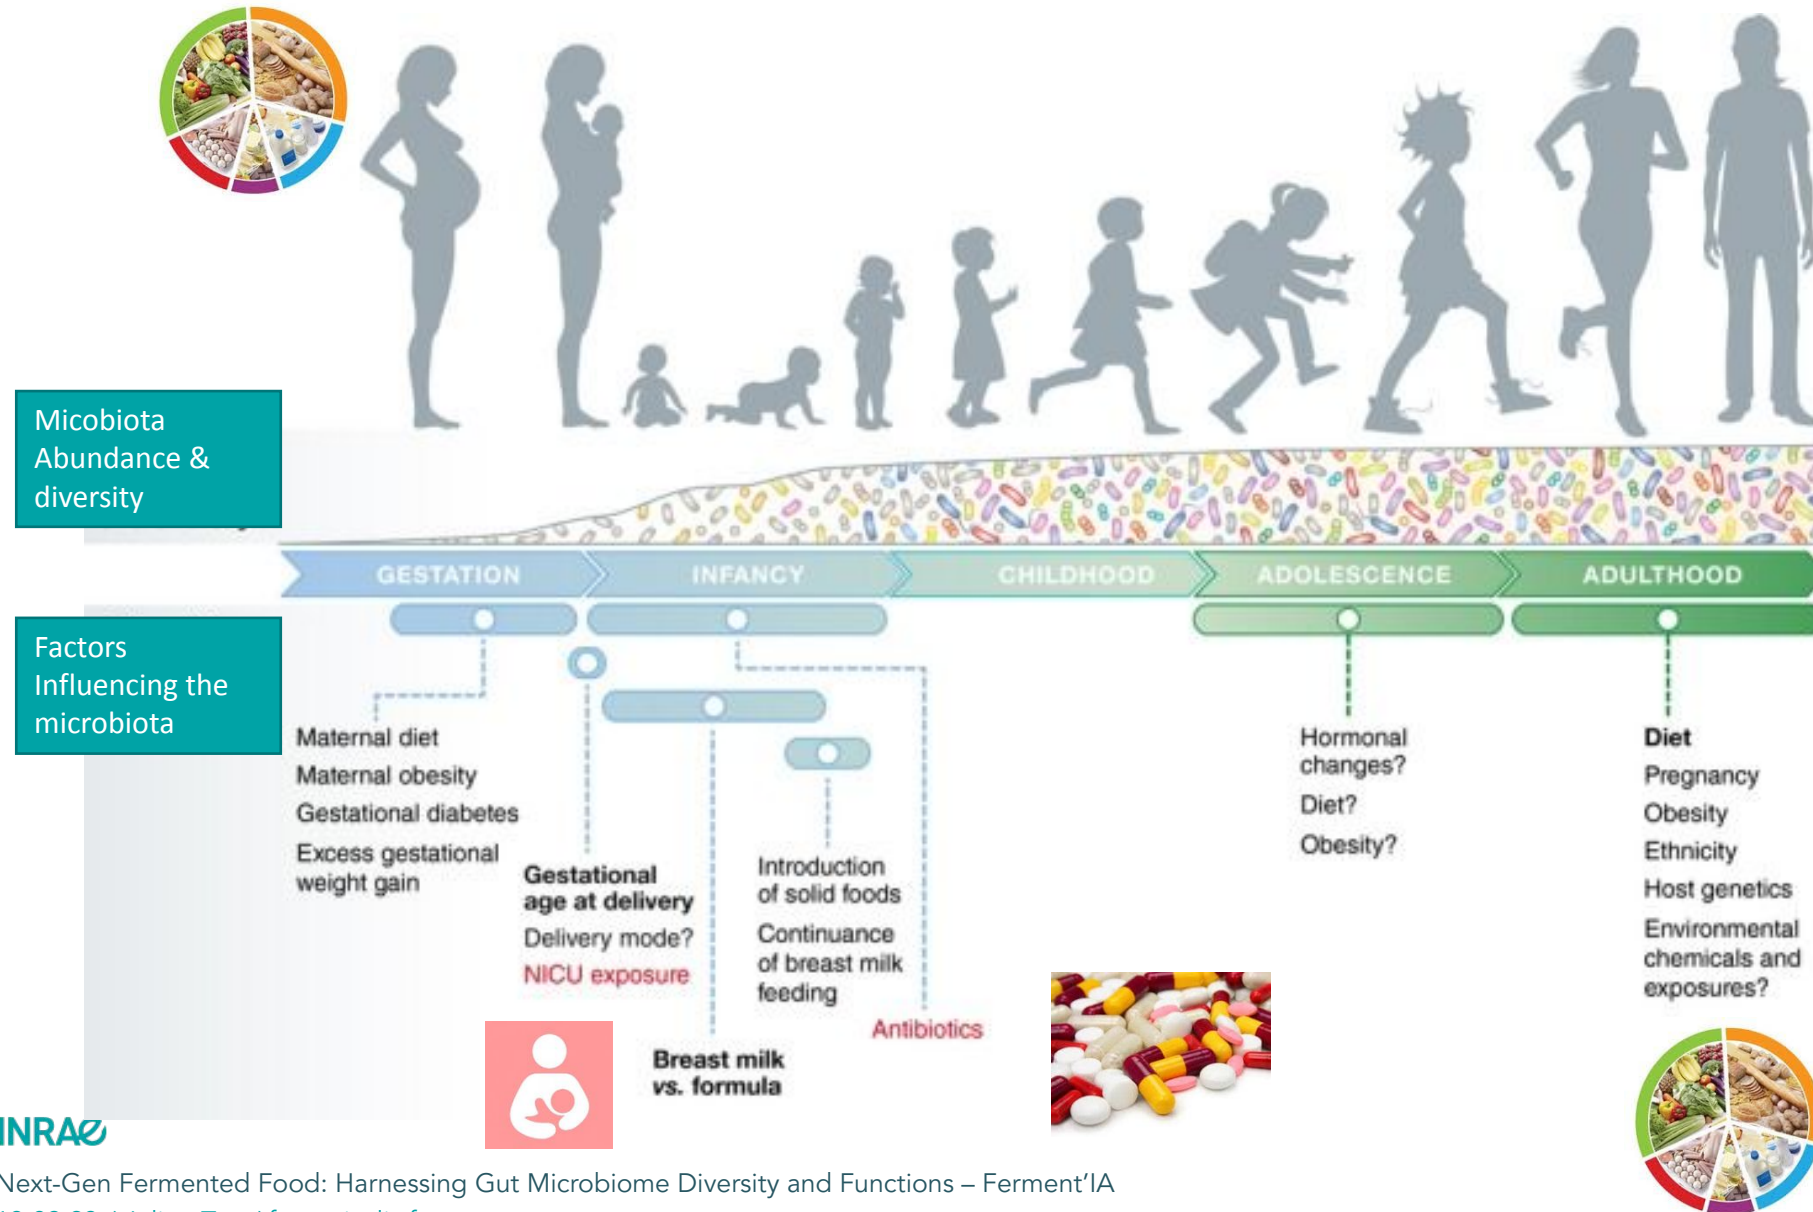 Micobiota
Abundance &
diversity
GESTATION
INFANCY
CHILDHOOD
ADOLESCENCE
ADULTHOOD
Factors
Influencing the
microbiota
Maternal diet
Maternal obesity
Gestational diabetes
Excess gestational
weight gain
Gestational
age at delivery
Delivery mode?
NICU exposure
Breast milk
vs. formula
Introduction
of solid foods
Continuance
of breast milk
feeding
Antibiotics
Hormonal
changes?
Diet?
Obesity?
Diet
Pregnancy
Obesity
Ethnicity
Host genetics
Environmental
chemicals and
exposures?
INRAE
Next-Gen Fermented Food: Harnessing Gut Microbiome Diversity and Functions – Ferment'IA